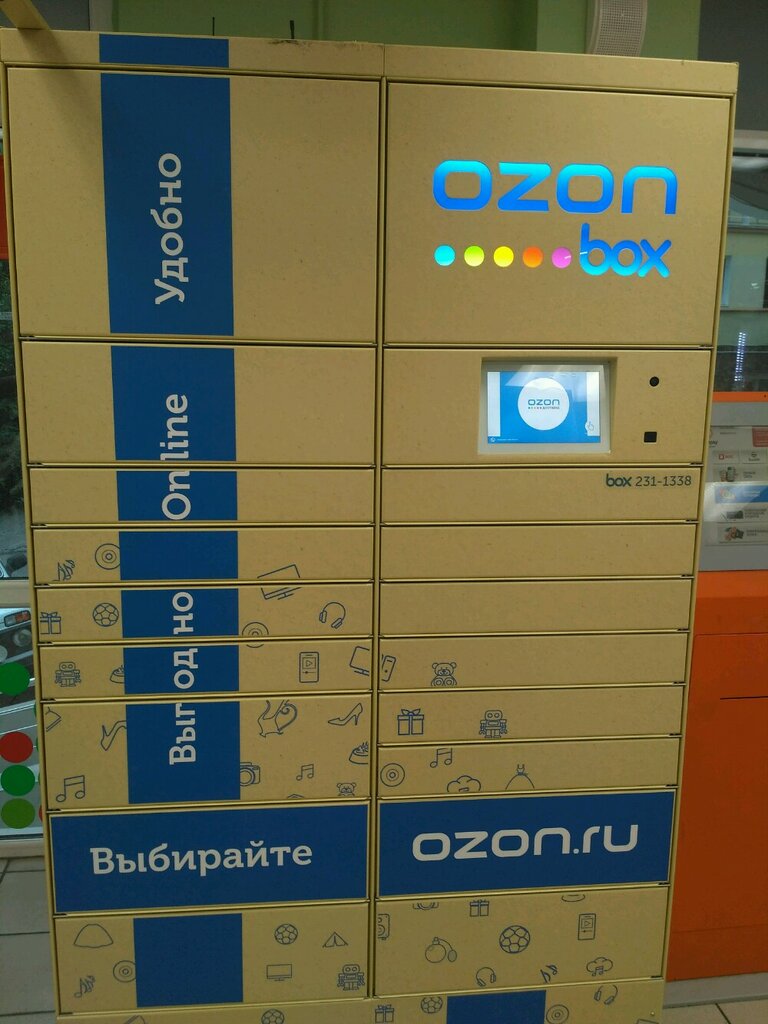 Удобно
Online
Выгодно
Выбирайте
ozon
box
ozon
box 231-1338
ozon.ru